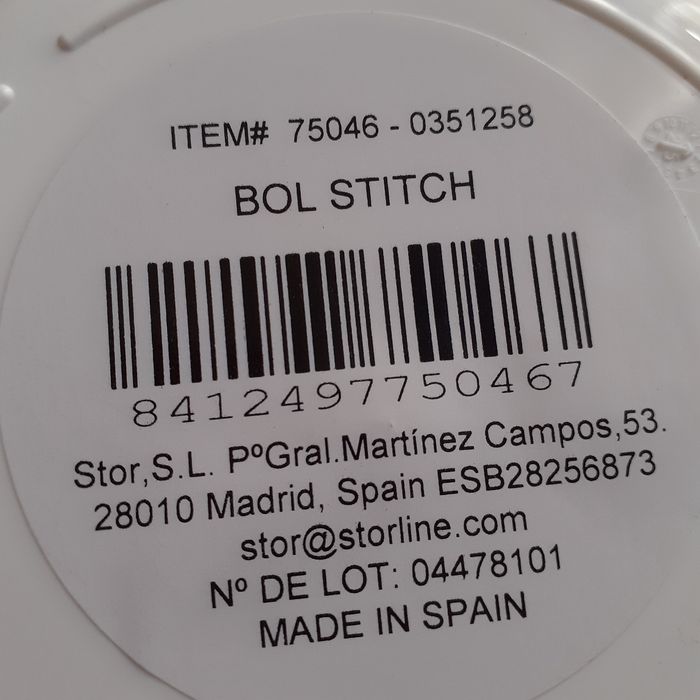 ITEM# 75046 - 0351258
BOL STITCH
8412497750467
Stor,S.L. PºGral.Martínez Campos,53.
28010 Madrid, Spain ESB28256873
stor@storline.com
Nº DE LOT: 04478101
MADE IN SPAIN